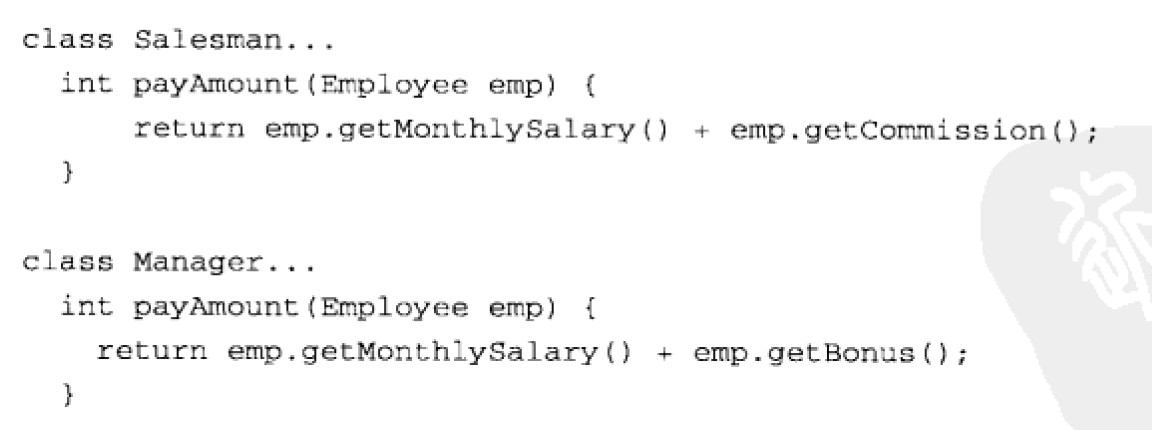 class Salesman...
  int payAmount(Employee emp) {
      return emp.getMonthlySalary() + emp.getCommission();
  }
class Manager...
  int payAmount(Employee emp) {
    return emp.getMonthlySalary() + emp.getBonus();
  }